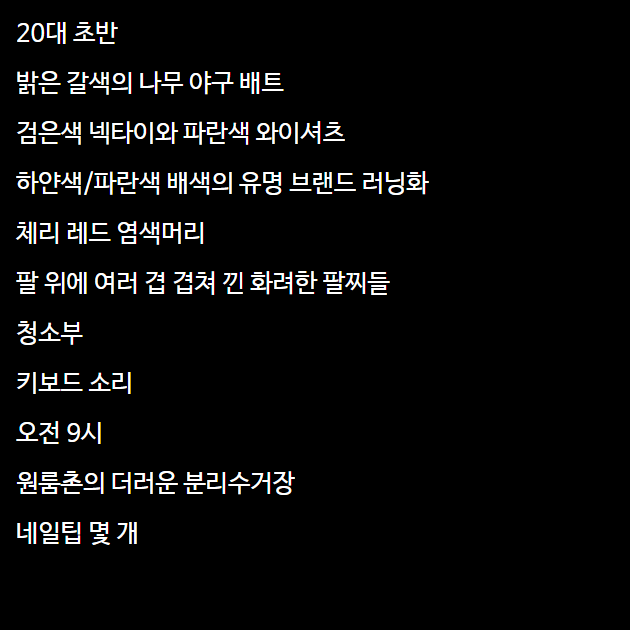 20대 초반
밝은 갈색의 나무 야구 배트
검은색 넥타이와 파란색 와이셔츠
하얀색/파란색 배색의 유명 브랜드 러닝화
체리 레드 염색머리
팔 위에 여러 겹 겹쳐 낀 화려한 팔찌들
청소부
키보드 소리
오전 9시
원룸촌의 더러운 분리수거장
네일팁 몇 개